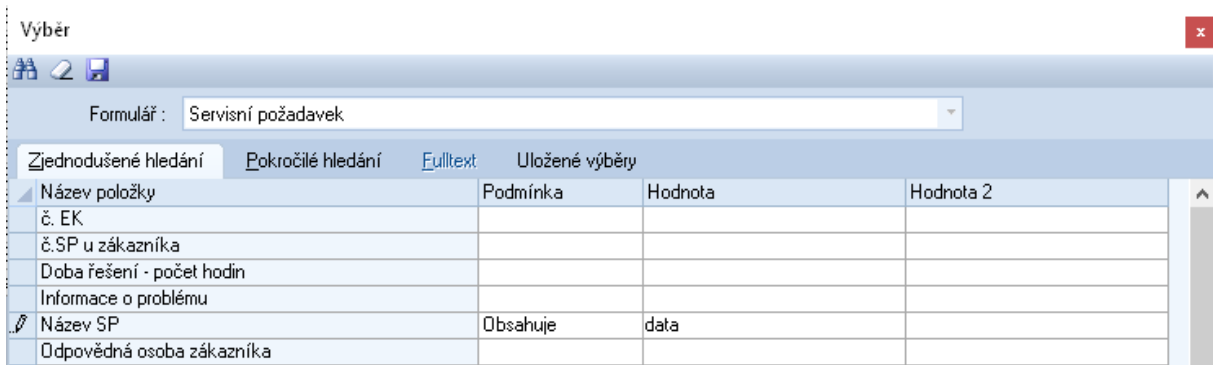 Výběr
Formulář : Servisní požadavek
Zjednodušené hledání Pokročilé hledání Fulltext Uložené výběry
Název položky Podmínka Hodnota Hodnota 2
č. EK
č.SP u zákazníka
Doba řešení - počet hodin
Informace o problému
Název SP Obsahuje data
Odpovědná osoba zákazníka